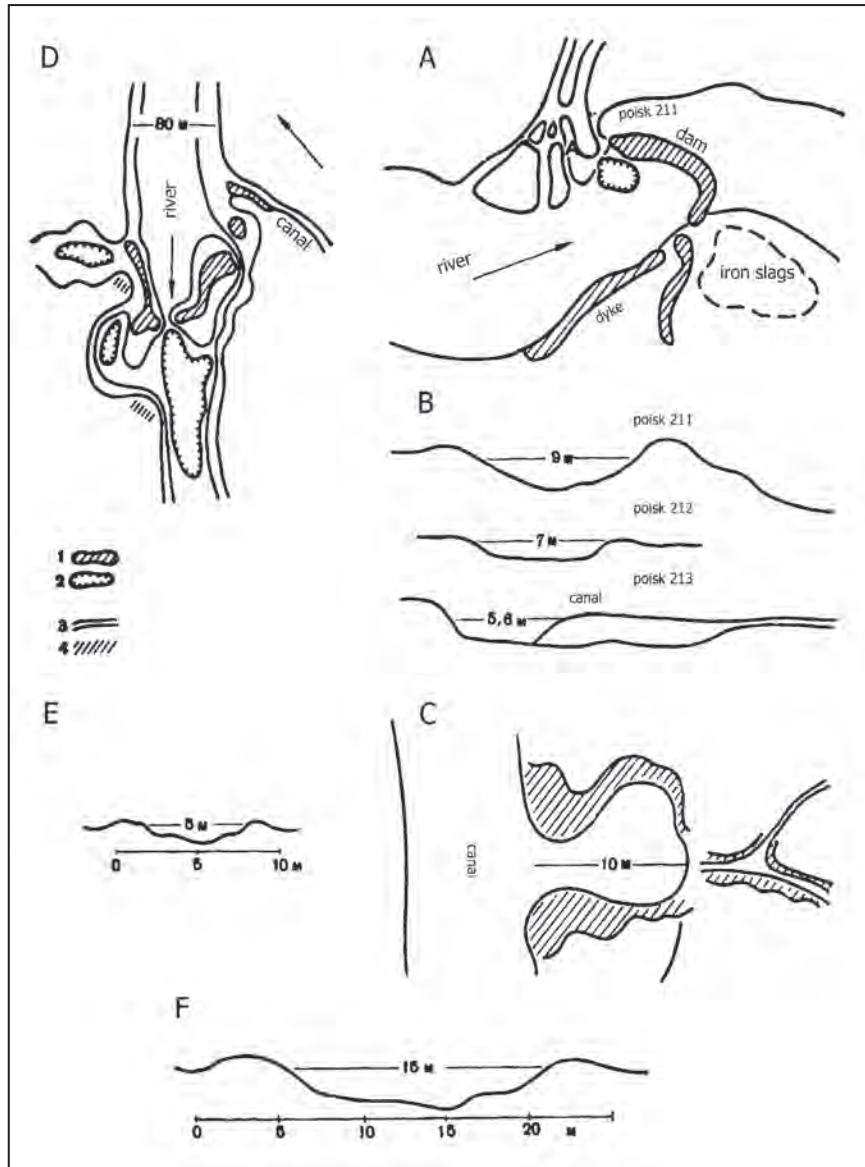 D
80 м
river
canal
1
2
3
4
A
poisk 211
dam
river
dyke
iron slags
B
poisk 211
9 м
poisk 212
7 м
poisk 213
canal
5,6 м
E
5 м
0 5 10 м
C
canal
10 м
F
15 м
0 5 10 15 20 м